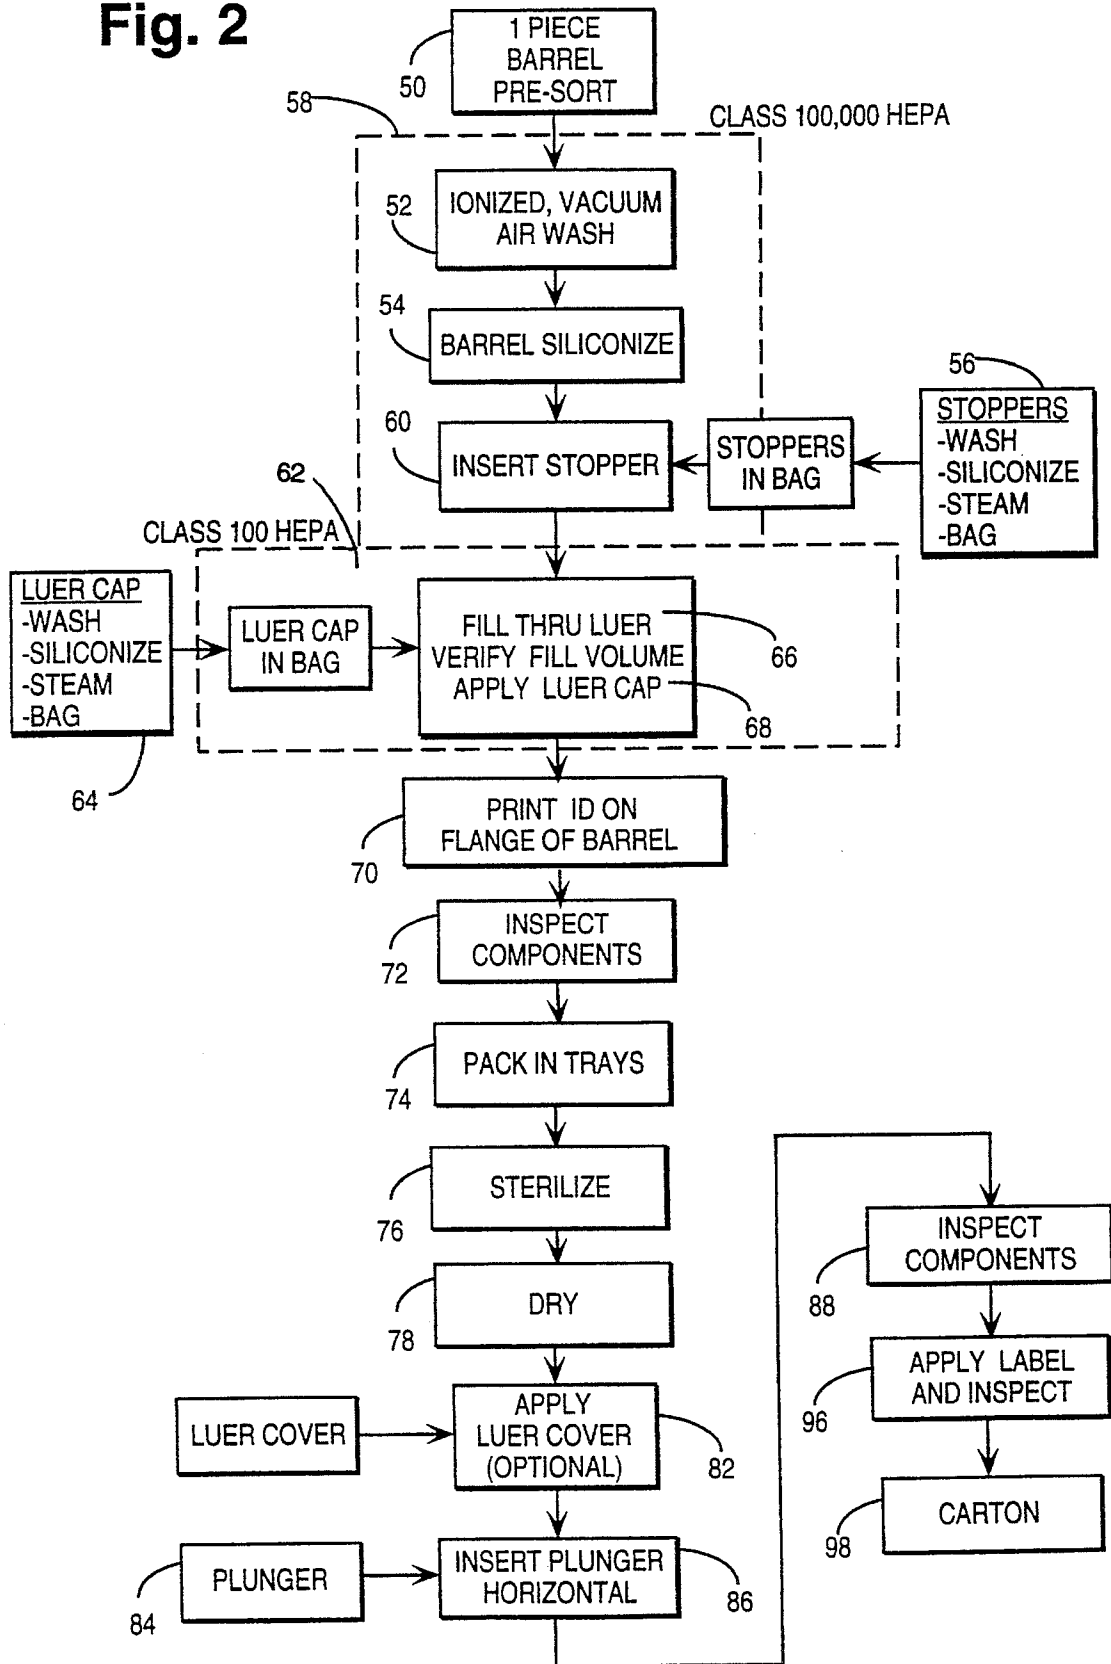 Fig. 2
1 PIECE
BARREL
PRE-SORT
50
58
CLASS 100,000 HEPA
IONIZED, VACUUM
AIR WASH
52
54
BARREL SILICONIZE
56
STOPPERS
-WASH
-SILICONIZE
-STEAM
-BAG
60
INSERT STOPPER
STOPPERS
IN BAG
62
CLASS 100 HEPA
LUER CAP
-WASH
-SILICONIZE
-STEAM
-BAG
64
LUER CAP
IN BAG
FILL THRU LUER
VERIFY FILL VOLUME
APPLY LUER CAP
66
68
PRINT ID ON
FLANGE OF BARREL
70
INSPECT
COMPONENTS
72
PACK IN TRAYS
74
STERILIZE
76
DRY
78
LUER COVER
APPLY
LUER COVER
(OPTIONAL)
82
PLUNGER
84
INSERT PLUNGER
HORIZONTAL
86
INSPECT
COMPONENTS
88
APPLY LABEL
AND INSPECT
96
CARTON
98